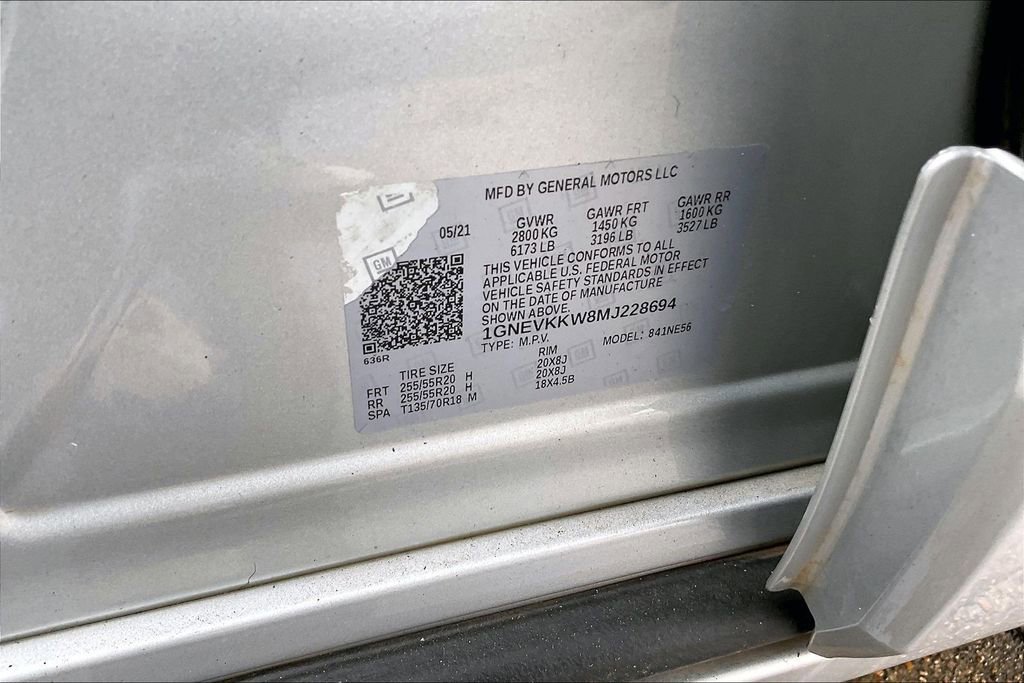 MFD BY GENERAL MOTORS LLC
05/21
GVWR GAWR FRT GAWR RR
2800 KG 1450 KG 1600 KG
6173 LB 3196 LB 3527 LB
THIS VEHICLE CONFORMS TO ALL
APPLICABLE U.S. FEDERAL MOTOR
VEHICLE SAFETY STANDARDS IN EFFECT
ON THE DATE OF MANUFACTURE
SHOWN ABOVE.
1GNEVKKW8MJ228694
TYPE: M.P.V. MODEL: 841NE56
GM
636R
TIRE SIZE RIM
FRT 255/55R20 H 20X8J
RR 255/55R20 H 20X8J
SPA T135/70R18 M 18X4.5B